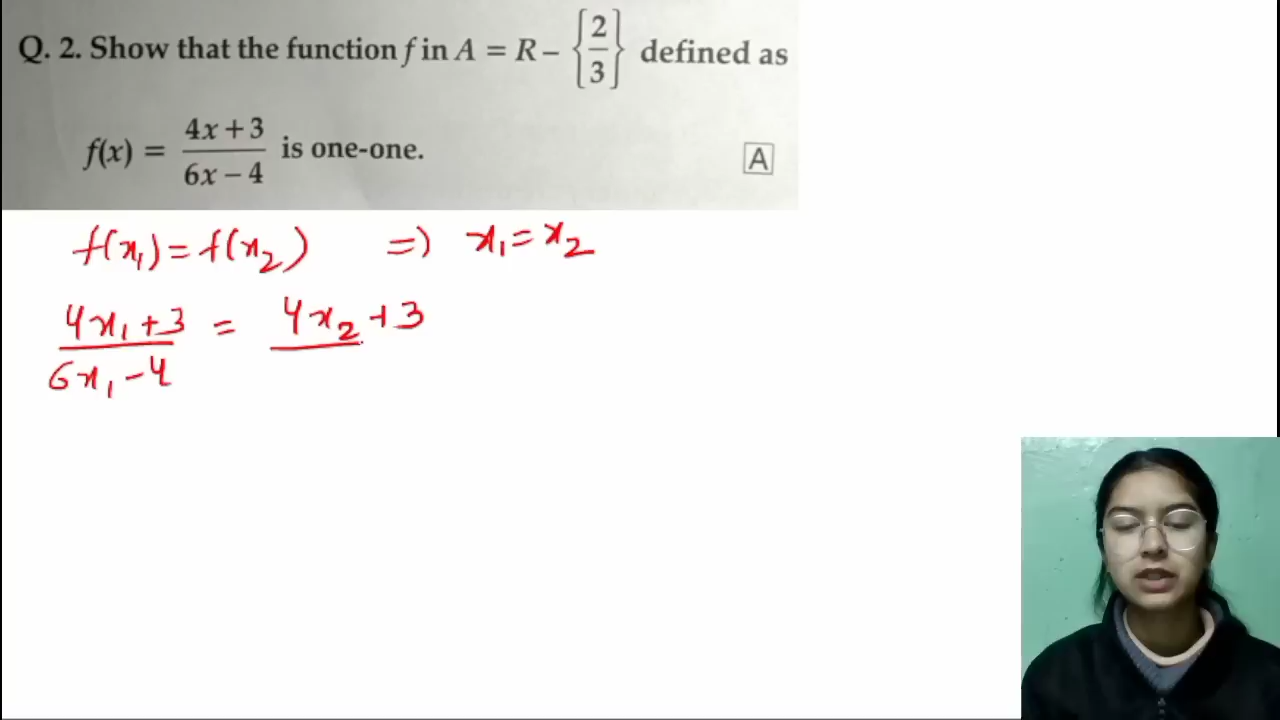 Q. 2. Show that the function f in A = R – {2/3} defined as
f(x) = (4x + 3)/(6x – 4) is one-one.
A
f(x₁) = f(x₂) ⇒ x₁ = x₂
4x₁ + 3 = 4x₂ + 3
6x₁ – 4